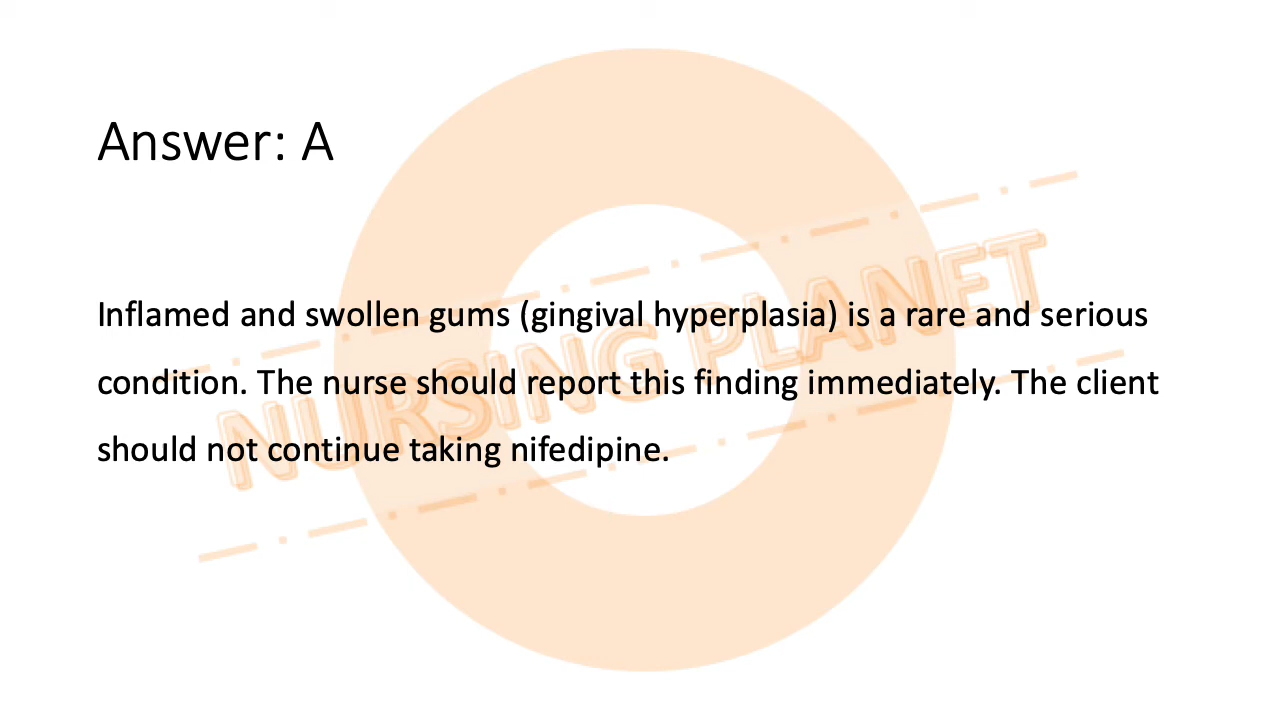 Answer: A
NURSING PLANET
Inflamed and swollen gums (gingival hyperplasia) is a rare and serious
condition. The nurse should report this finding immediately. The client
should not continue taking nifedipine.